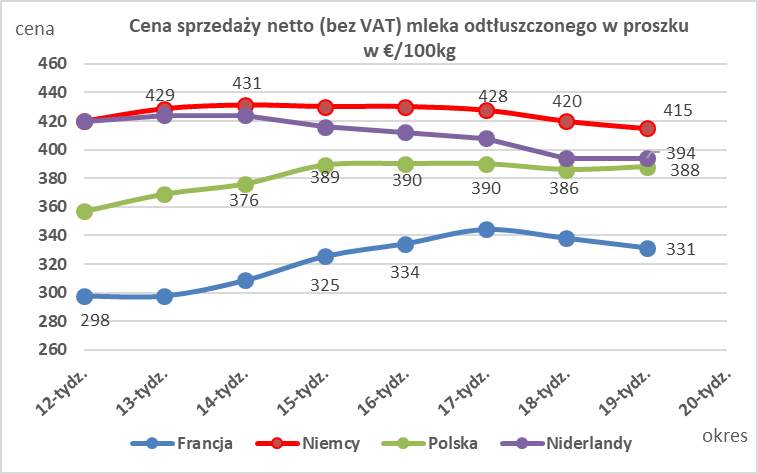 cena
Cena sprzedaży netto (bez VAT) mleka odtłuszczonego w proszku
w €/100kg
460
440
420
400
380
360
340
320
300
280
260
429
431
428
420
415
394
388
389
390
390
386
376
331
334
325
298
12-tydz.
13-tydz.
14-tydz.
15-tydz.
16-tydz.
17-tydz.
18-tydz.
19-tydz.
20-tydz.
okres
Francja
Niemcy
Polska
Niderlandy